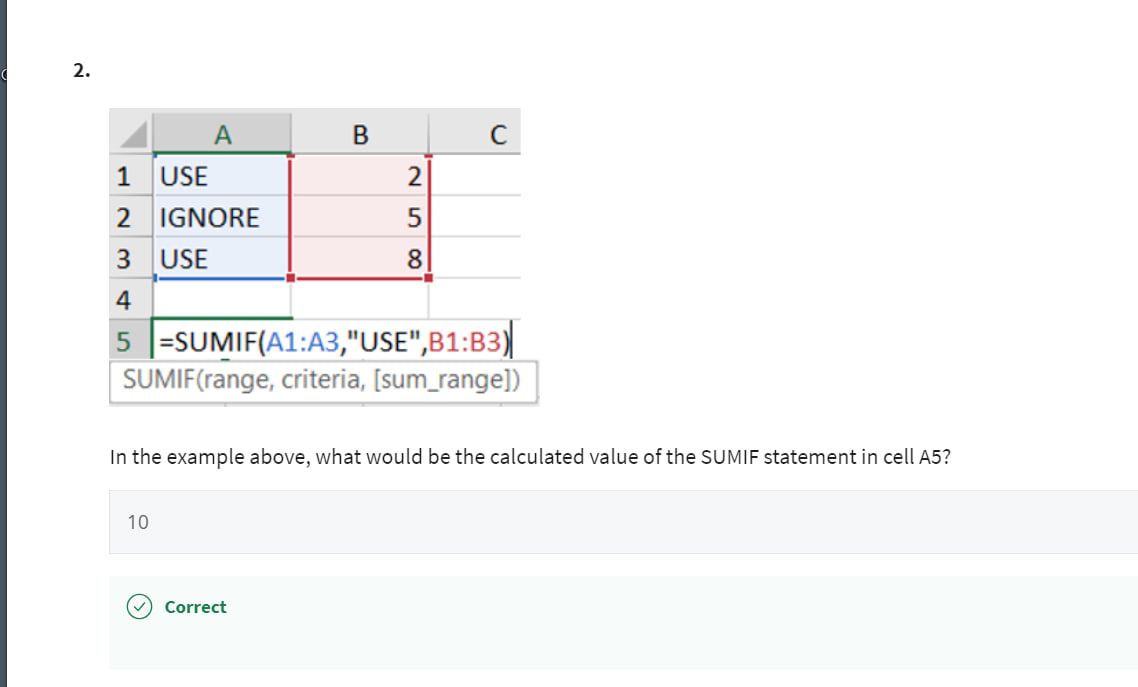 2.
A B C
1 USE 2
2 IGNORE 5
3 USE 8
4
5 =SUMIF(A1:A3,"USE",B1:B3)
SUMIF(range, criteria, [sum_range])
In the example above, what would be the calculated value of the SUMIF statement in cell A5?
10
Correct